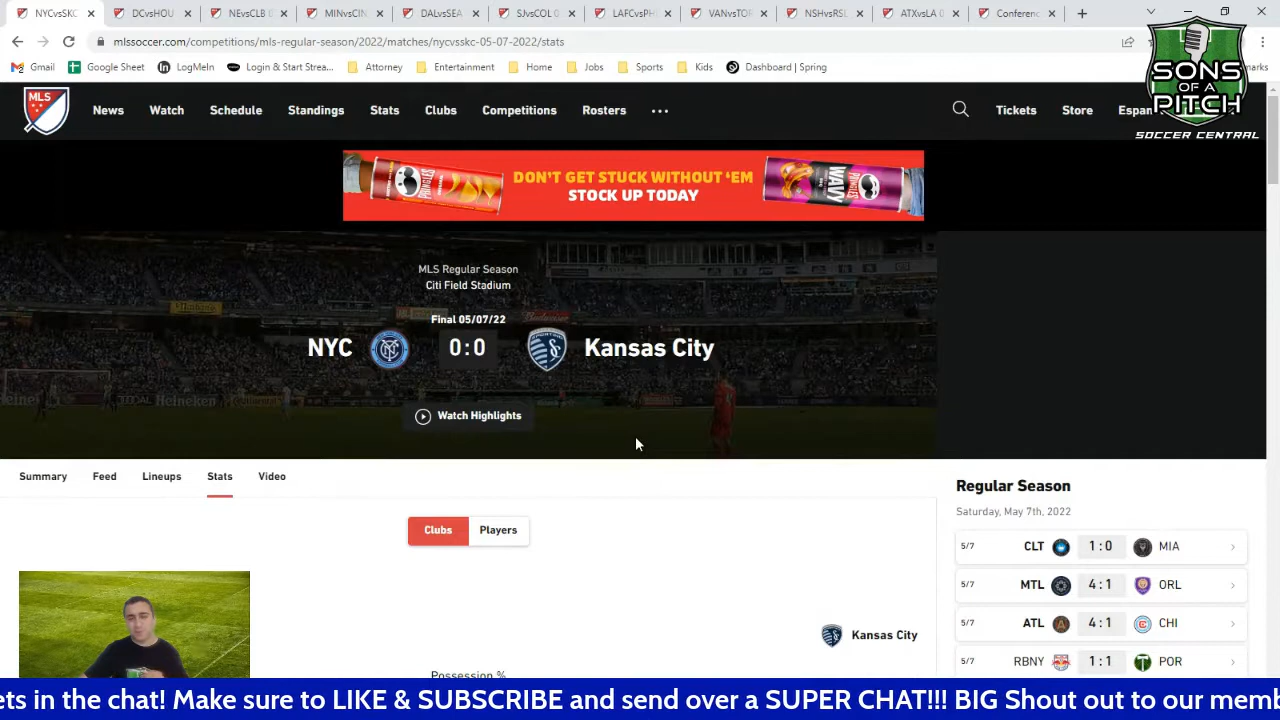 NYCvsSKC
DCvsHOU
NEvsCLB
MINvsCIN
DALvsSEA
SJvsCOL
LAFCvsPH
VANvsTOR
NSHvsRSL
ATXvsLA
Conferenc
mlssoccer.com/competitions/mls-regular-season/2022/matches/nycvsskc-05-07-2022/stats
Gmail
Google Sheet
LogMeIn
Login & Start Strea...
Attorney
Entertainment
Home
Jobs
Sports
Kids
Dashboard | Spring
SONS
OF A
PITCH
SOCCER CENTRAL
MLS
News
Watch
Schedule
Standings
Stats
Clubs
Competitions
Rosters
Tickets
Store
Espan
DON'T GET STUCK WITHOUT 'EM
STOCK UP TODAY
WAVY
MLS Regular Season
Citi Field Stadium
Final 05/07/22
NYC
0:0
Kansas City
Heineken
Watch Highlights
Summary
Feed
Lineups
Stats
Video
Clubs
Players
Kansas City
Possession %
Regular Season
Saturday, May 7th, 2022
5/7 CLT 1:0 MIA
5/7 MTL 4:1 ORL
5/7 ATL 4:1 CHI
5/7 RBNY 1:1 POR
ets in the chat! Make sure to LIKE & SUBSCRIBE and send over a SUPER CHAT!!! BIG Shout out to our memb